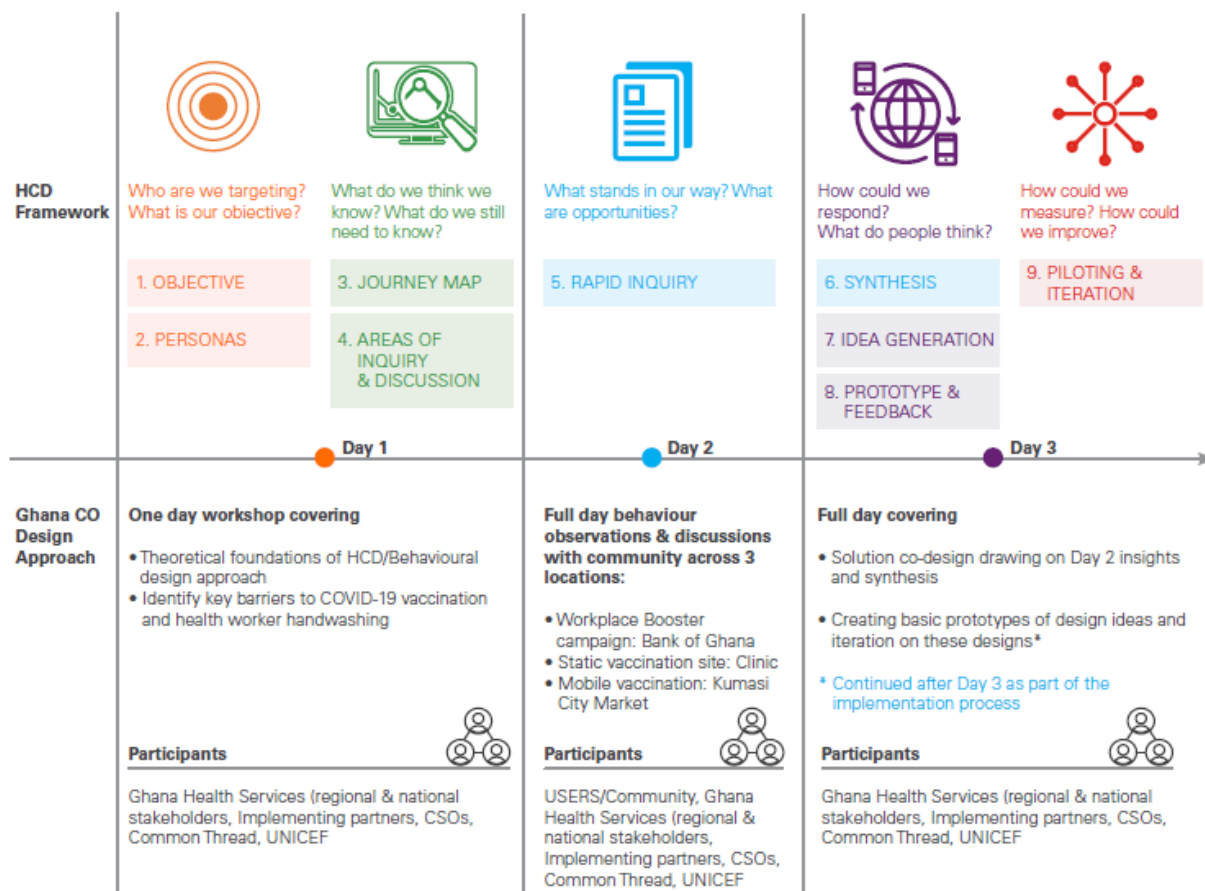 HCD
Framework
Who are we targeting?
What is our objective?
1. OBJECTIVE
2. PERSONAS
What do we think we
know? What do we still
need to know?
3. JOURNEY MAP
4. AREAS OF
INQUIRY
& DISCUSSION
What stands in our way? What
are opportunities?
5. RAPID INQUIRY
How could we
respond?
What do people think?
6. SYNTHESIS
7. IDEA GENERATION
8. PROTOTYPE &
FEEDBACK
How could we
measure? How could
we improve?
9. PILOTING &
ITERATION
Day 1
Day 2
Day 3
Ghana CO
Design
Approach
One day workshop covering
• Theoretical foundations of HCD/Behavioural
design approach
• Identify key barriers to COVID-19 vaccination
and health worker handwashing
Participants
Ghana Health Services (regional & national
stakeholders, Implementing partners, CSOs,
Common Thread, UNICEF
Full day behaviour
observations & discussions
with community across 3
locations:
• Workplace Booster
campaign: Bank of Ghana
• Static vaccination site: Clinic
• Mobile vaccination: Kumasi
City Market
Participants
USERS/Community, Ghana
Health Services (regional &
national stakeholders,
Implementing partners, CSOs,
Common Thread, UNICEF
Full day covering
• Solution co-design drawing on Day 2 insights
and synthesis
• Creating basic prototypes of design ideas and
iteration on these designs*
* Continued after Day 3 as part of the
implementation process
Participants
Ghana Health Services (regional & national
stakeholders, Implementing partners, CSOs,
Common Thread, UNICEF